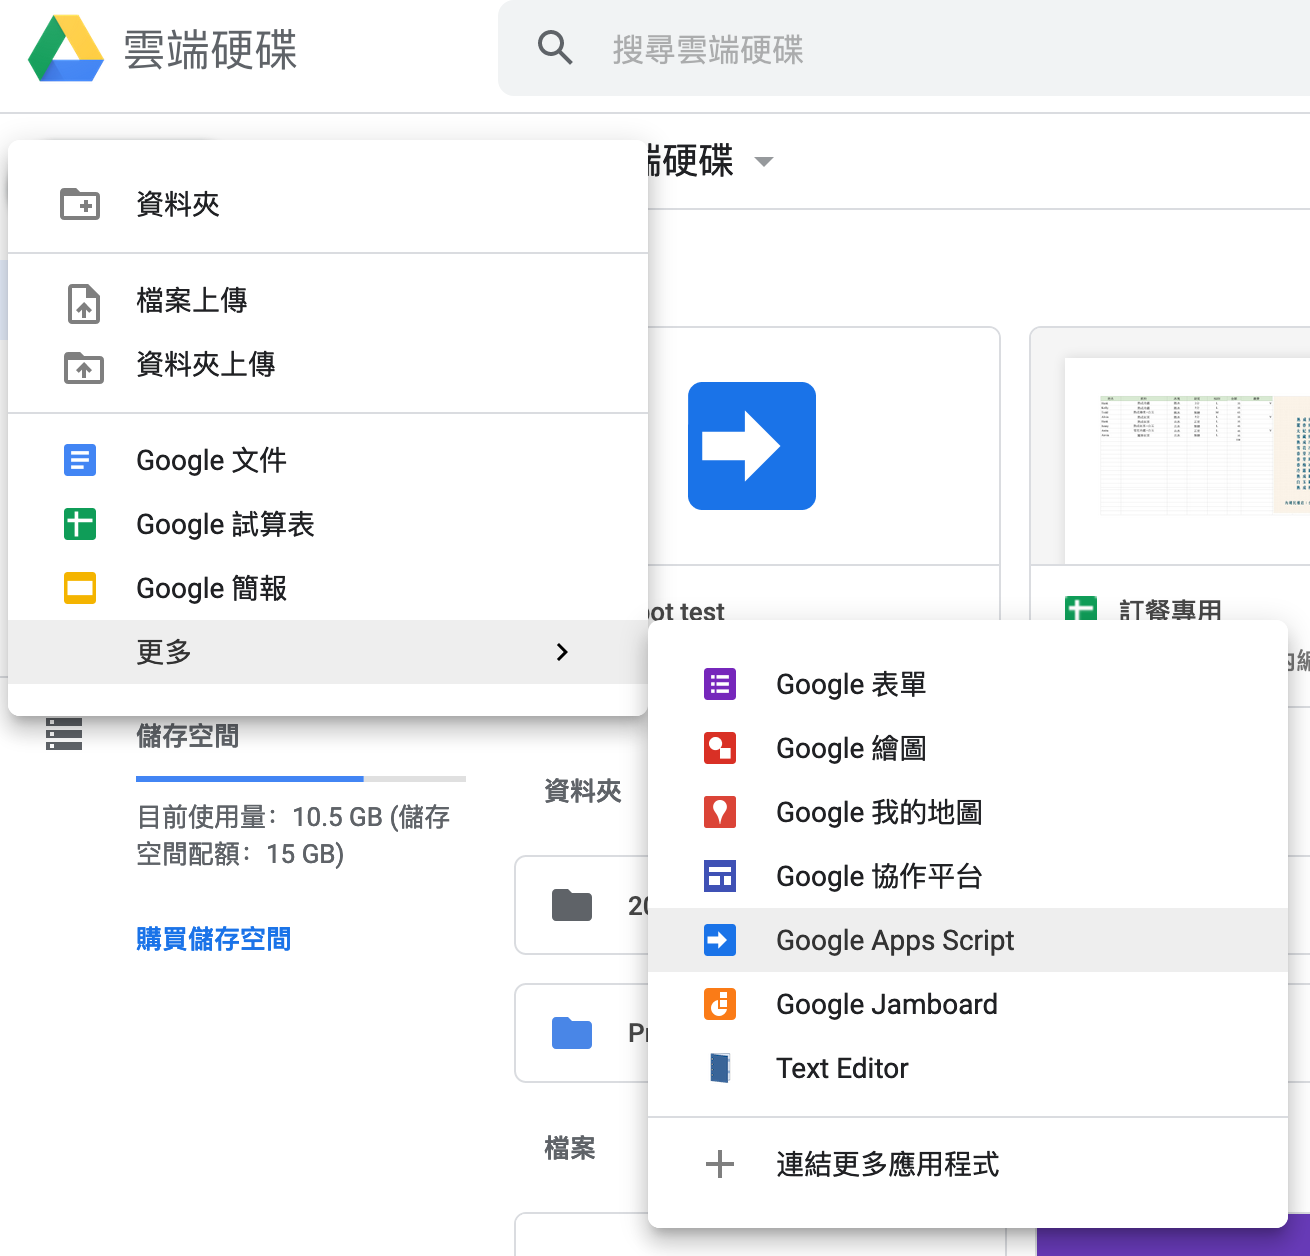 雲端硬碟
搜尋雲端硬碟
端硬碟
資料夾
檔案上傳
資料夾上傳
Google 文件
Google 試算表
Google 簡報
更多
ot test
訂餐專用
Google 表單
Google 繪圖
Google 我的地圖
Google 協作平台
Google Apps Script
Google Jamboard
Text Editor
連結更多應用程式
儲存空間
目前使用量：10.5 GB (儲存
空間配額：15 GB)
購買儲存空間
資料夾
20
Pr
檔案